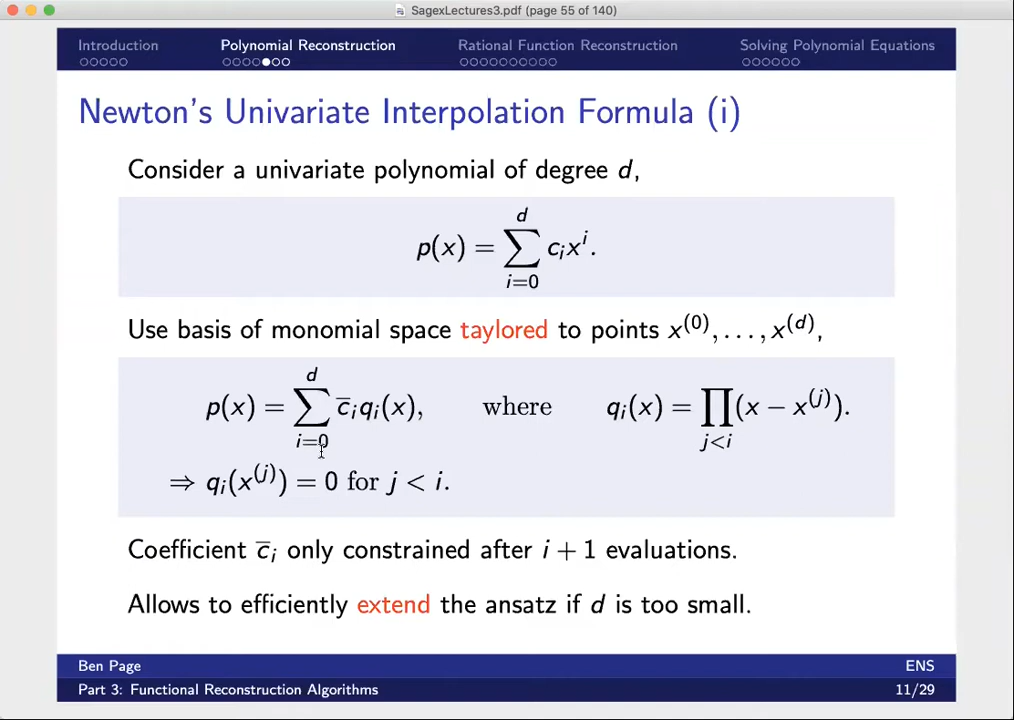 SagexLectures3.pdf (page 55 of 140)
Introduction Polynomial Reconstruction Rational Function Reconstruction Solving Polynomial Equations
Newton's Univariate Interpolation Formula (i)
Consider a univariate polynomial of degree d,
p(x) = ∑_{i=0}^{d} c_i x^i.
Use basis of monomial space taylored to points x^{(0)}, . . . , x^{(d)},
p(x) = ∑_{i=0}^{d} c̅_i q_i(x), where q_i(x) = ∏_{j<i} (x − x^{(j)}).
⇒ q_i(x^{(j)}) = 0 for j < i.
Coefficient c̅_i only constrained after i + 1 evaluations.
Allows to efficiently extend the ansatz if d is too small.
Ben Page ENS
Part 3: Functional Reconstruction Algorithms 11/29